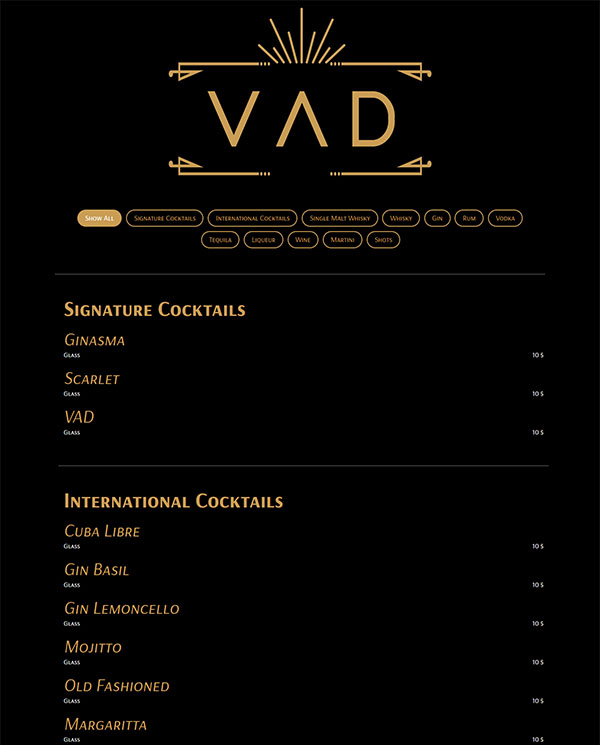 VAD
Show All Signature Cocktails International Cocktails Single Malt Whisky Whisky Gin Rum Vodka
Tequila Liqueur Wine Martini Shots
Signature Cocktails
Ginasma
Glass 10 $
Scarlet
Glass 10 $
VAD
Glass 10 $
International Cocktails
Cuba Libre
Glass 10 $
Gin Basil
Glass 10 $
Gin Lemoncello
Glass 10 $
Mojitto
Glass 10 $
Old Fashioned
Glass 10 $
Margaritta
Glass 10 $